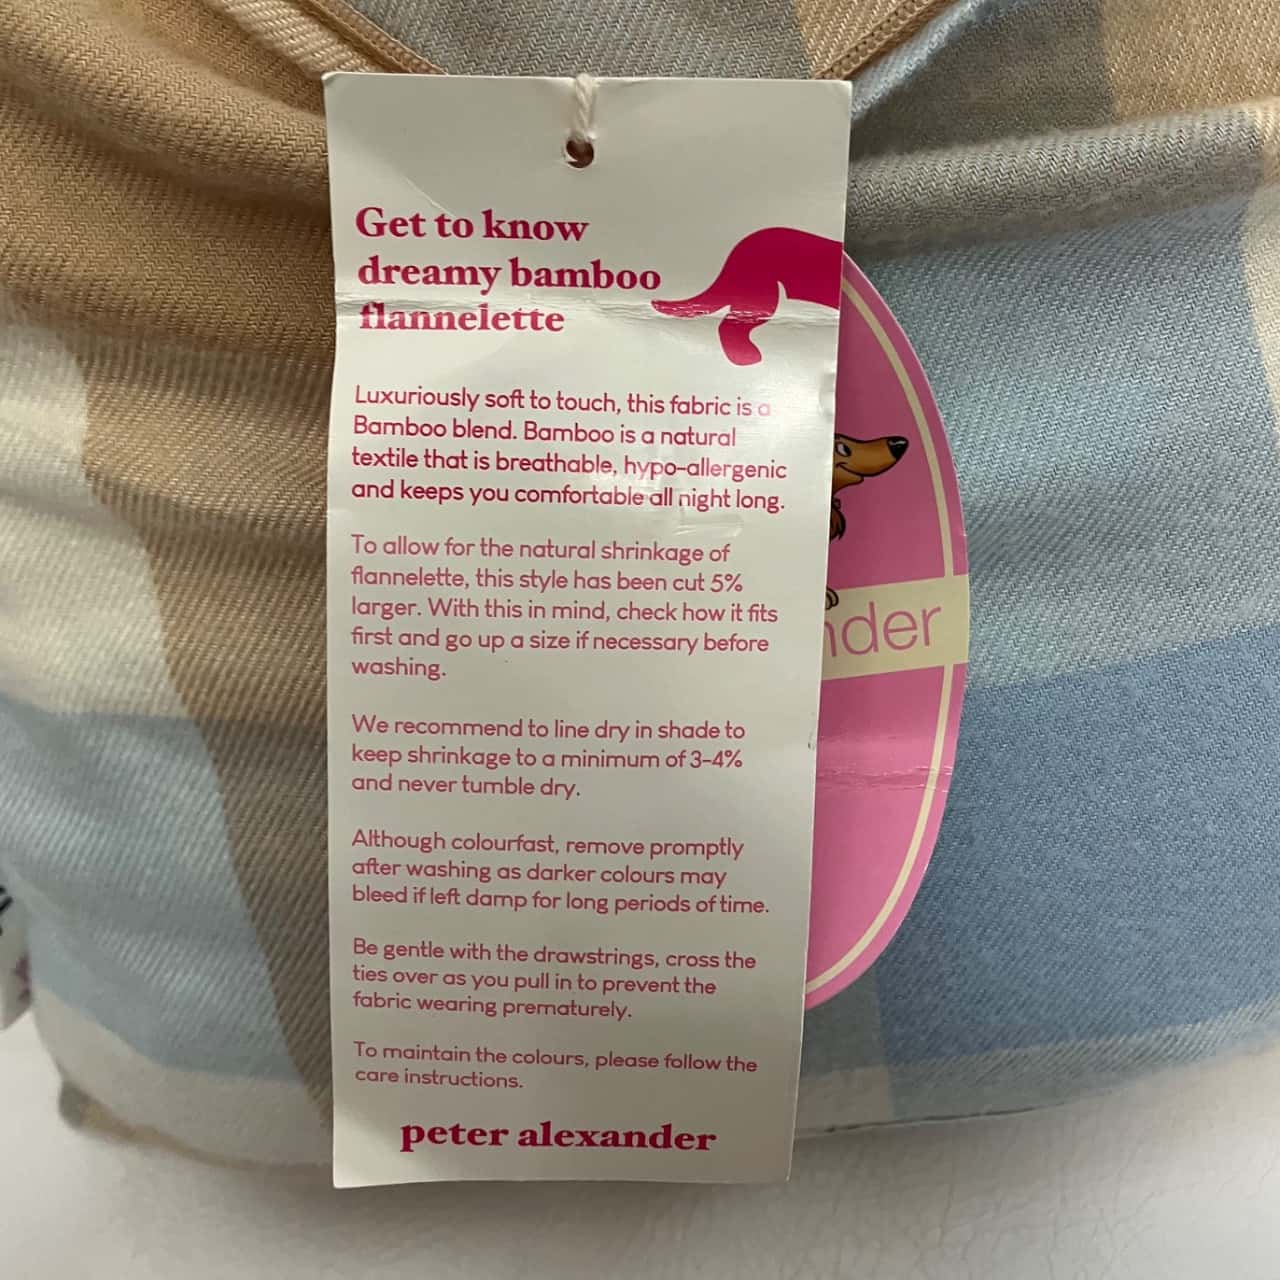 Get to know
dreamy bamboo
flannelette
Luxuriously soft to touch, this fabric is a
Bamboo blend. Bamboo is a natural
textile that is breathable, hypo-allergenic
and keeps you comfortable all night long.
To allow for the natural shrinkage of
flannelette, this style has been cut 5%
larger. With this in mind, check how it fits
first and go up a size if necessary before
washing.
We recommend to line dry in shade to
keep shrinkage to a minimum of 3-4%
and never tumble dry.
Although colourfast, remove promptly
after washing as darker colours may
bleed if left damp for long periods of time.
Be gentle with the drawstrings, cross the
ties over as you pull in to prevent the
fabric wearing prematurely.
To maintain the colours, please follow the
care instructions.
peter alexander
nder